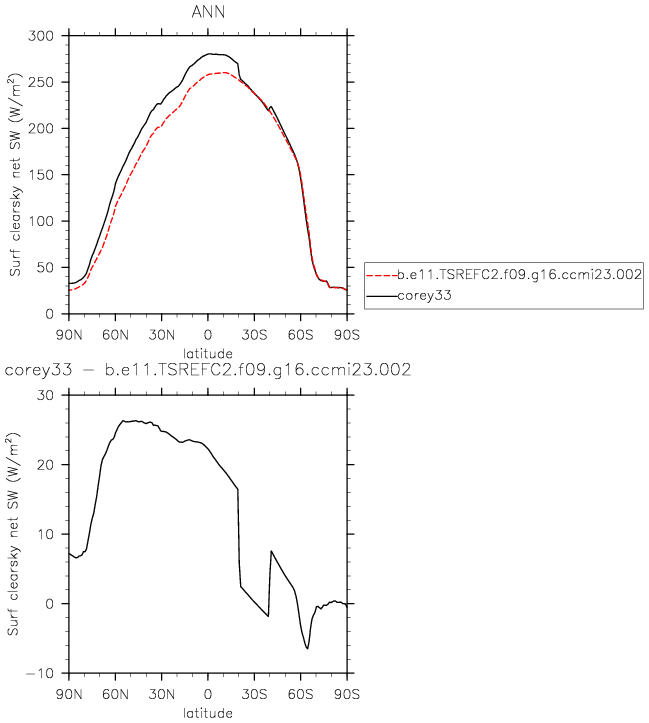 ANN
300
250
200
150
100
50
0
Surf clearsky net SW (W/m²)
90N 60N 30N 0 30S 60S 90S
latitude
b.e11.TSREFC2.f09.g16.ccmi23.002
corey33
corey33 − b.e11.TSREFC2.f09.g16.ccmi23.002
30
20
10
0
−10
Surf clearsky net SW (W/m²)
90N 60N 30N 0 30S 60S 90S
latitude